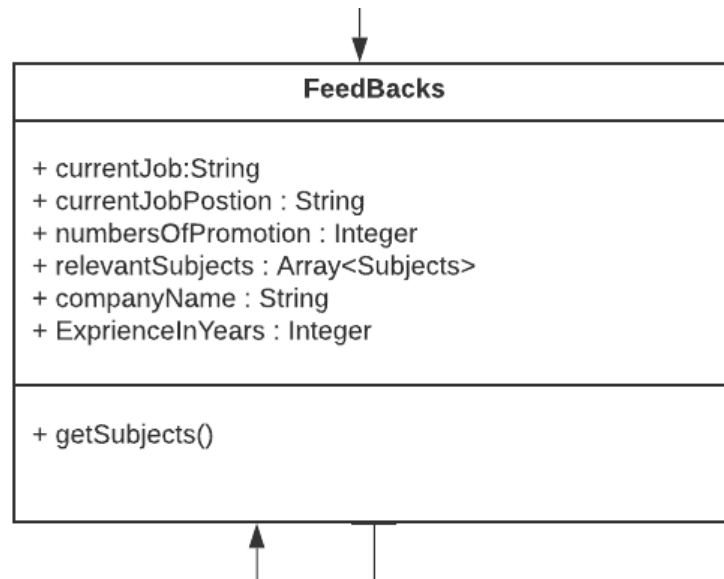 FeedBacks
+ currentJob:String
+ currentJobPostion : String
+ numbersOfPromotion : Integer
+ relevantSubjects : Array<Subjects>
+ companyName : String
+ ExprienceInYears : Integer
+ getSubjects()